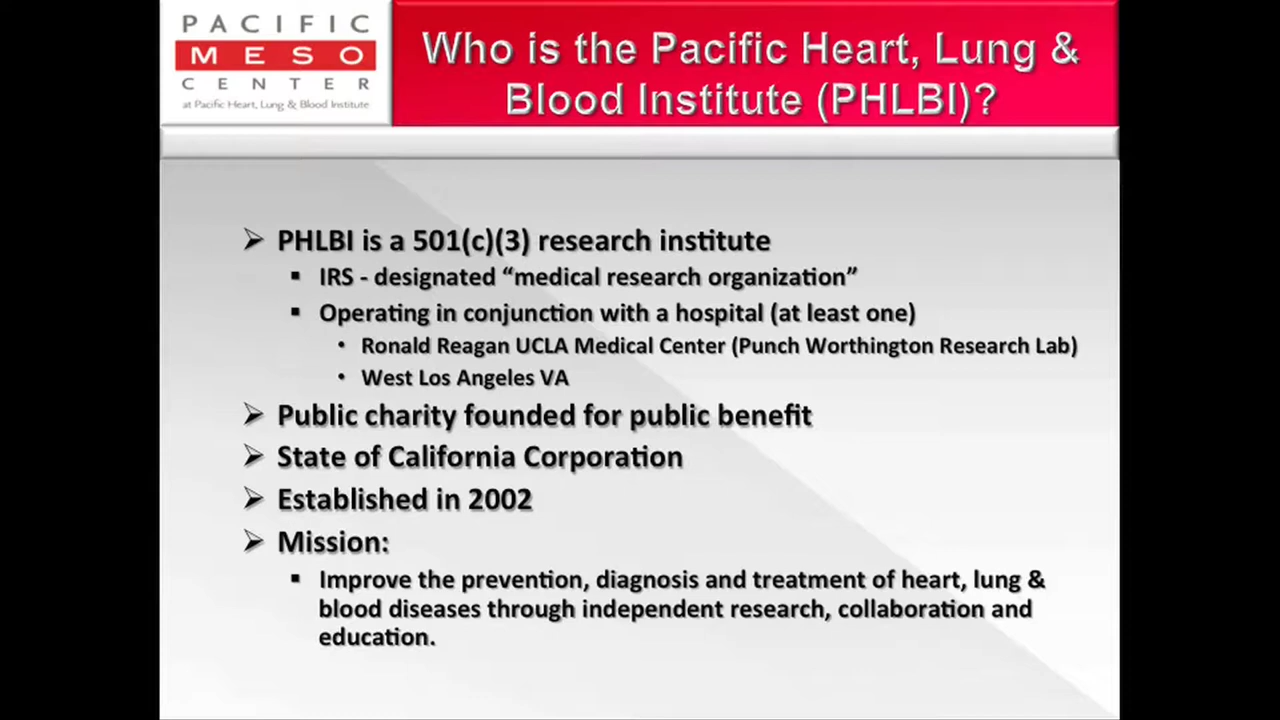 PACIFIC
MESO
CENTER
at Pacific Heart, Lung & Blood Institute
Who is the Pacific Heart, Lung &
Blood Institute (PHLBI)?
➢ PHLBI is a 501(c)(3) research institute
▪ IRS - designated “medical research organization”
▪ Operating in conjunction with a hospital (at least one)
• Ronald Reagan UCLA Medical Center (Punch Worthington Research Lab)
• West Los Angeles VA
➢ Public charity founded for public benefit
➢ State of California Corporation
➢ Established in 2002
➢ Mission:
▪ Improve the prevention, diagnosis and treatment of heart, lung &
blood diseases through independent research, collaboration and
education.